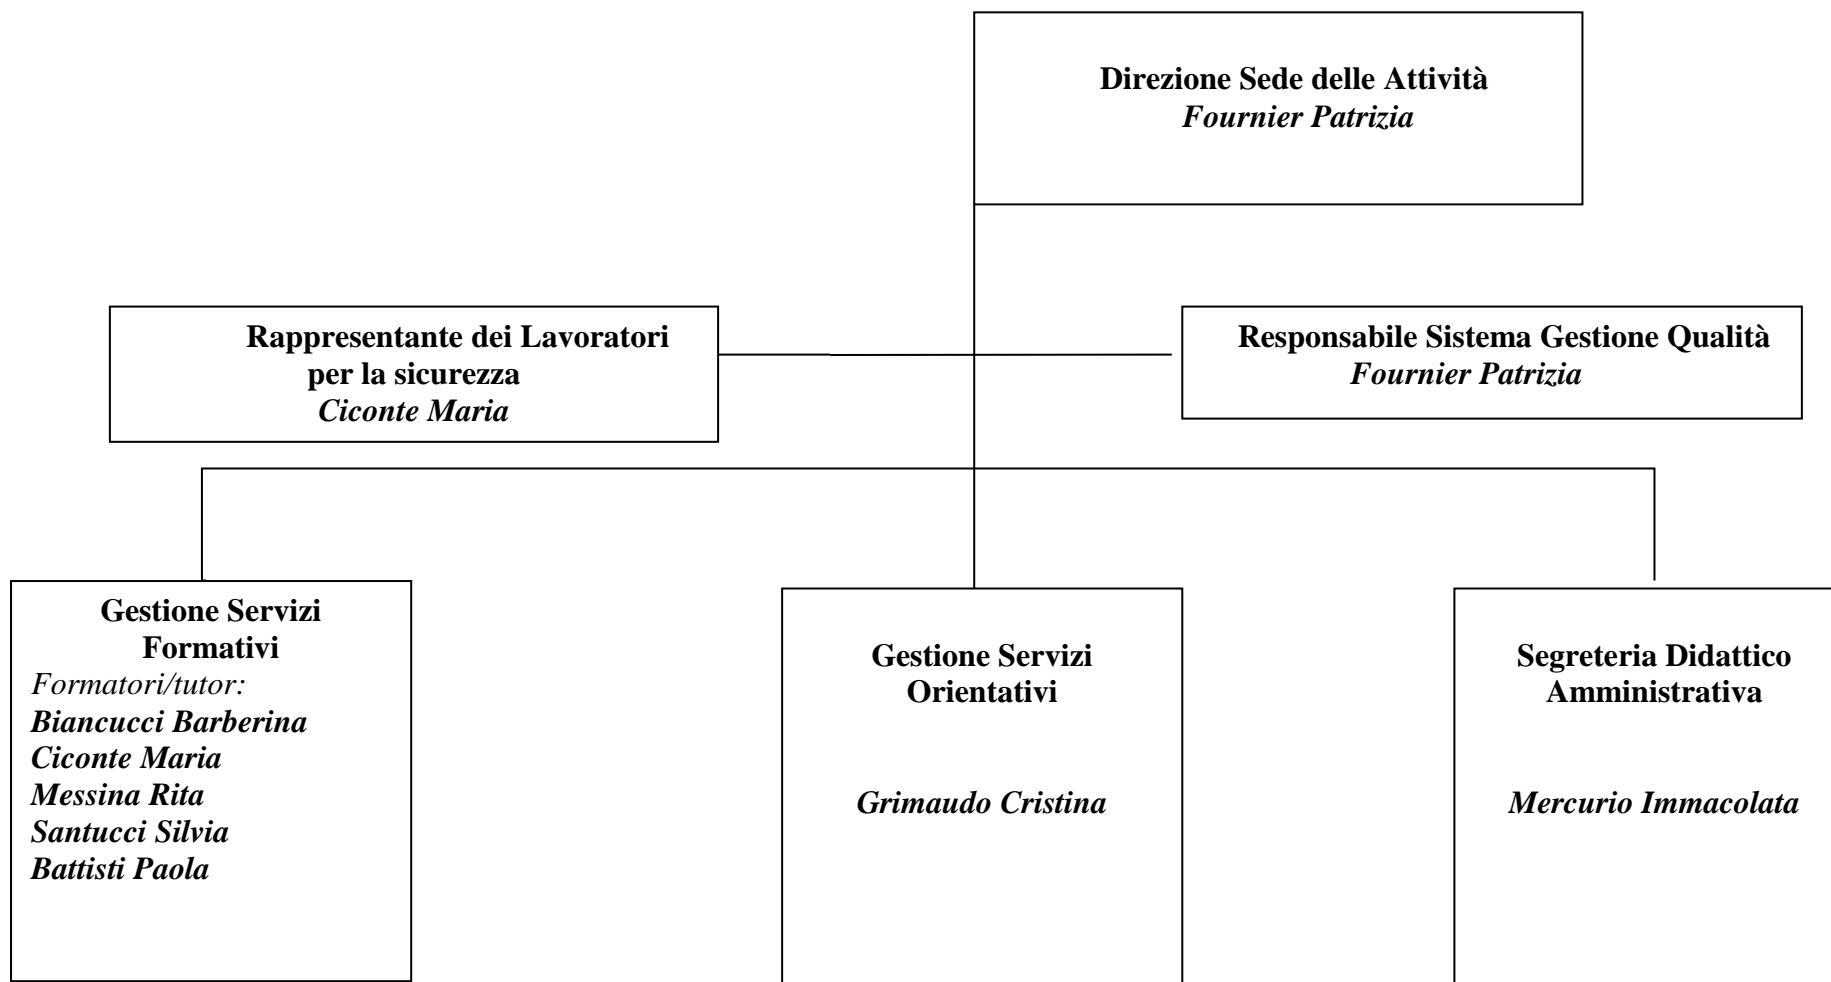 Direzione Sede delle Attività
Fournier Patrizia
Rappresentante dei Lavoratori
per la sicurezza
Ciconte Maria
Responsabile Sistema Gestione Qualità
Fournier Patrizia
Gestione Servizi
Formativi
Formatori/tutor:
Biancucci Barberina
Ciconte Maria
Messina Rita
Santucci Silvia
Battisti Paola
Gestione Servizi
Orientativi
Grimaudo Cristina
Segreteria Didattico
Amministrativa
Mercurio Immacolata